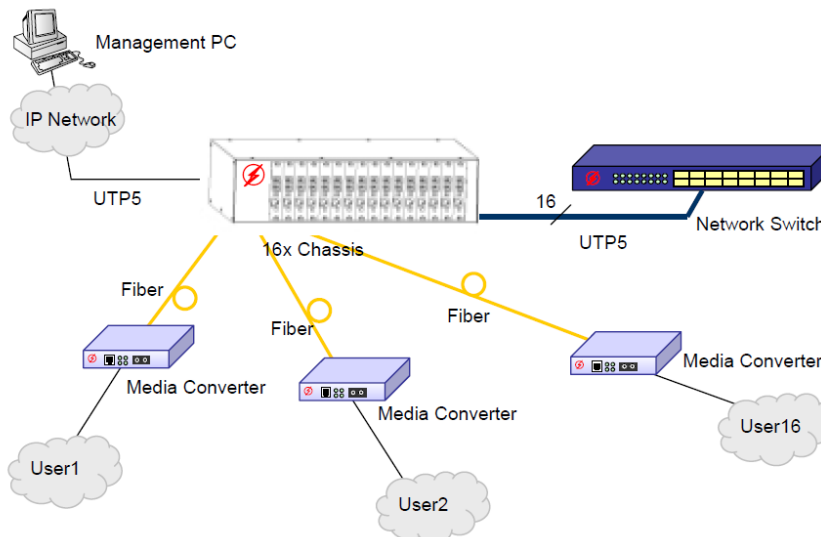 Management PC
IP Network
UTP5
16
Network Switch
UTP5
16x Chassis
Fiber
Fiber
Fiber
Media Converter
Media Converter
Media Converter
User1
User2
User16